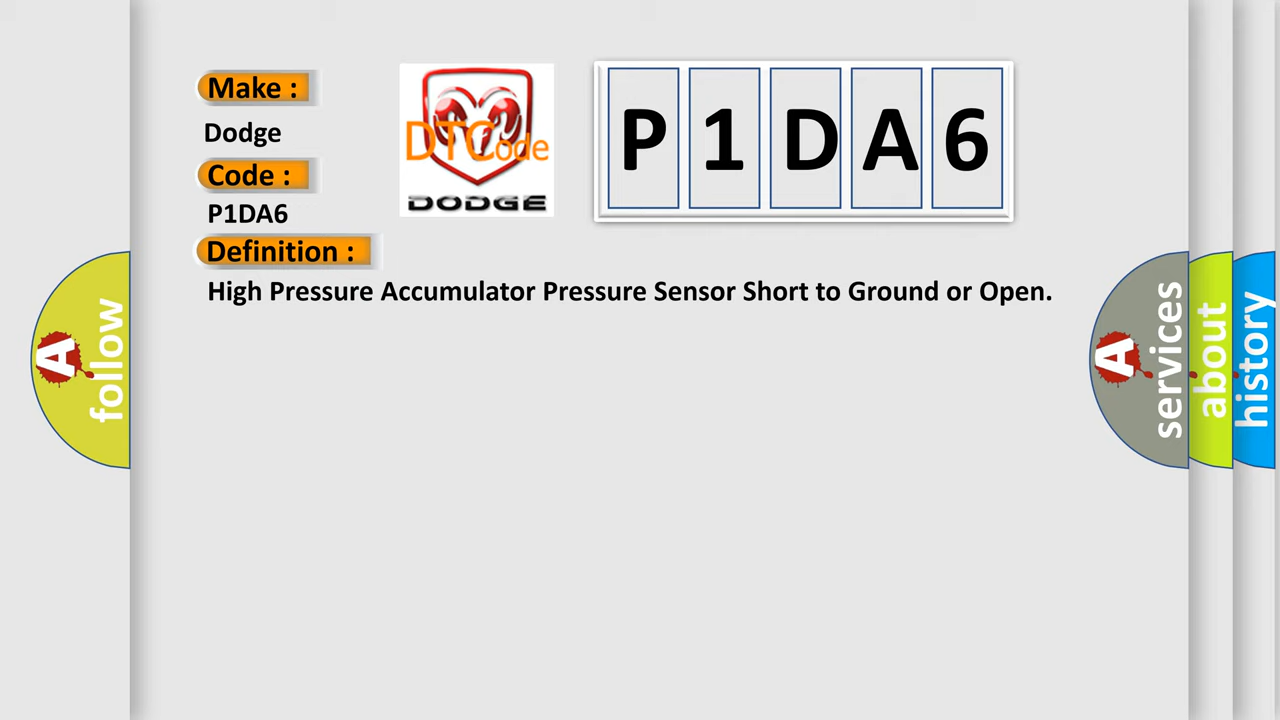 Make :
Dodge
Code :
P1DA6
Definition :
High Pressure Accumulator Pressure Sensor Short to Ground or Open.
DTCode
DODGE
P 1 D A 6
A follow
A services
about
history